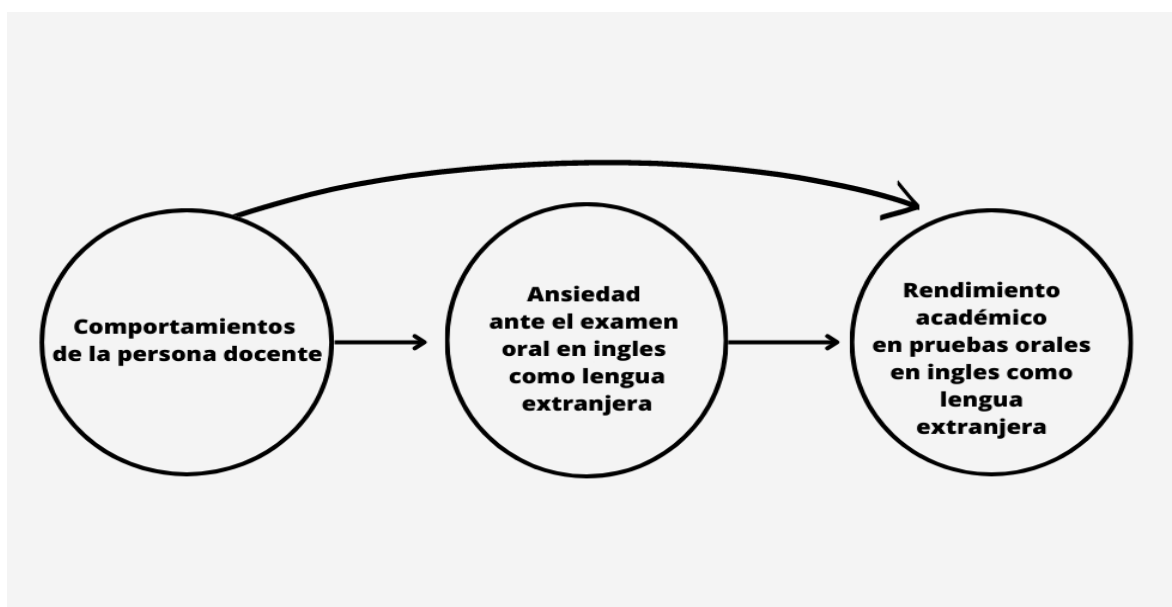 Comportamientos
de la persona docente
Ansiedad
ante el examen
oral en ingles
como lengua
extranjera
Rendimiento
académico
en pruebas orales
en ingles como
lengua
extranjera